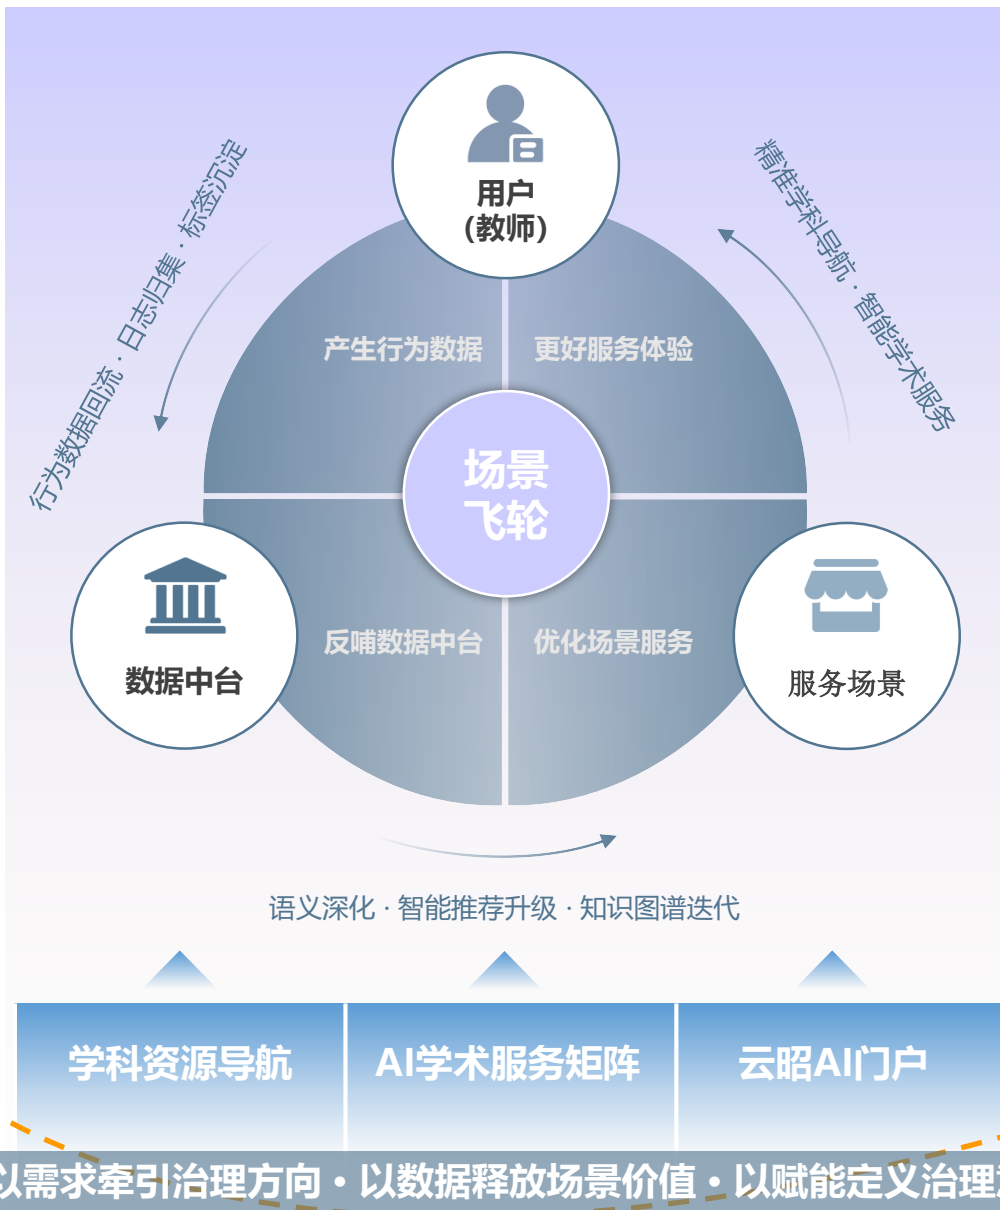 用户
(教师)
行为数据回流 · 日志归集 · 标签沉淀
精准学科导航 · 智能学术服务
产生行为数据
更好服务体验
场景
飞轮
反哺数据中台
优化场景服务
数据中台
服务场景
语义深化 · 智能推荐升级 · 知识图谱迭代
学科资源导航
AI学术服务矩阵
云昭AI门户
以需求牵引治理方向 · 以数据释放场景价值 · 以赋能定义治理